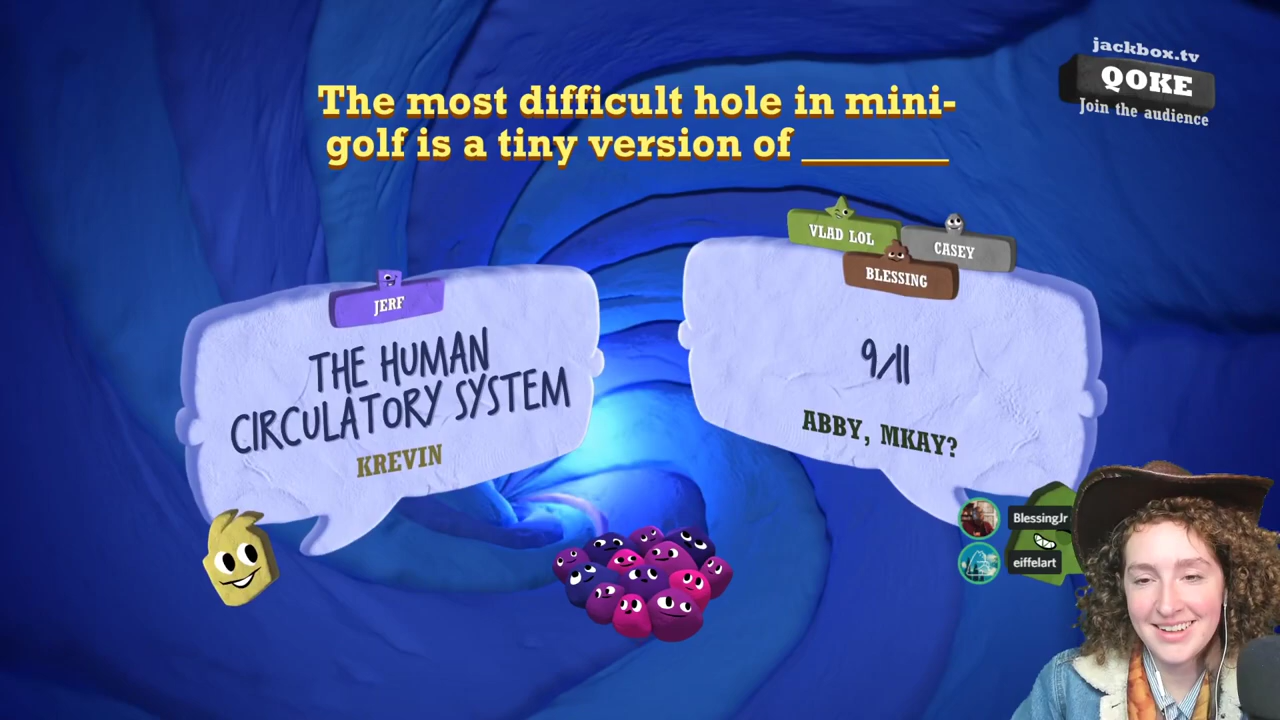 jackbox.tv
QOKE
Join the audience
The most difficult hole in mini-
golf is a tiny version of ________
VLAD LOL
CASEY
BLESSING
JERF
THE HUMAN
CIRCULATORY SYSTEM
KREVIN
9/11
ABBY, MKAY?
BlessingJr
eiffelart